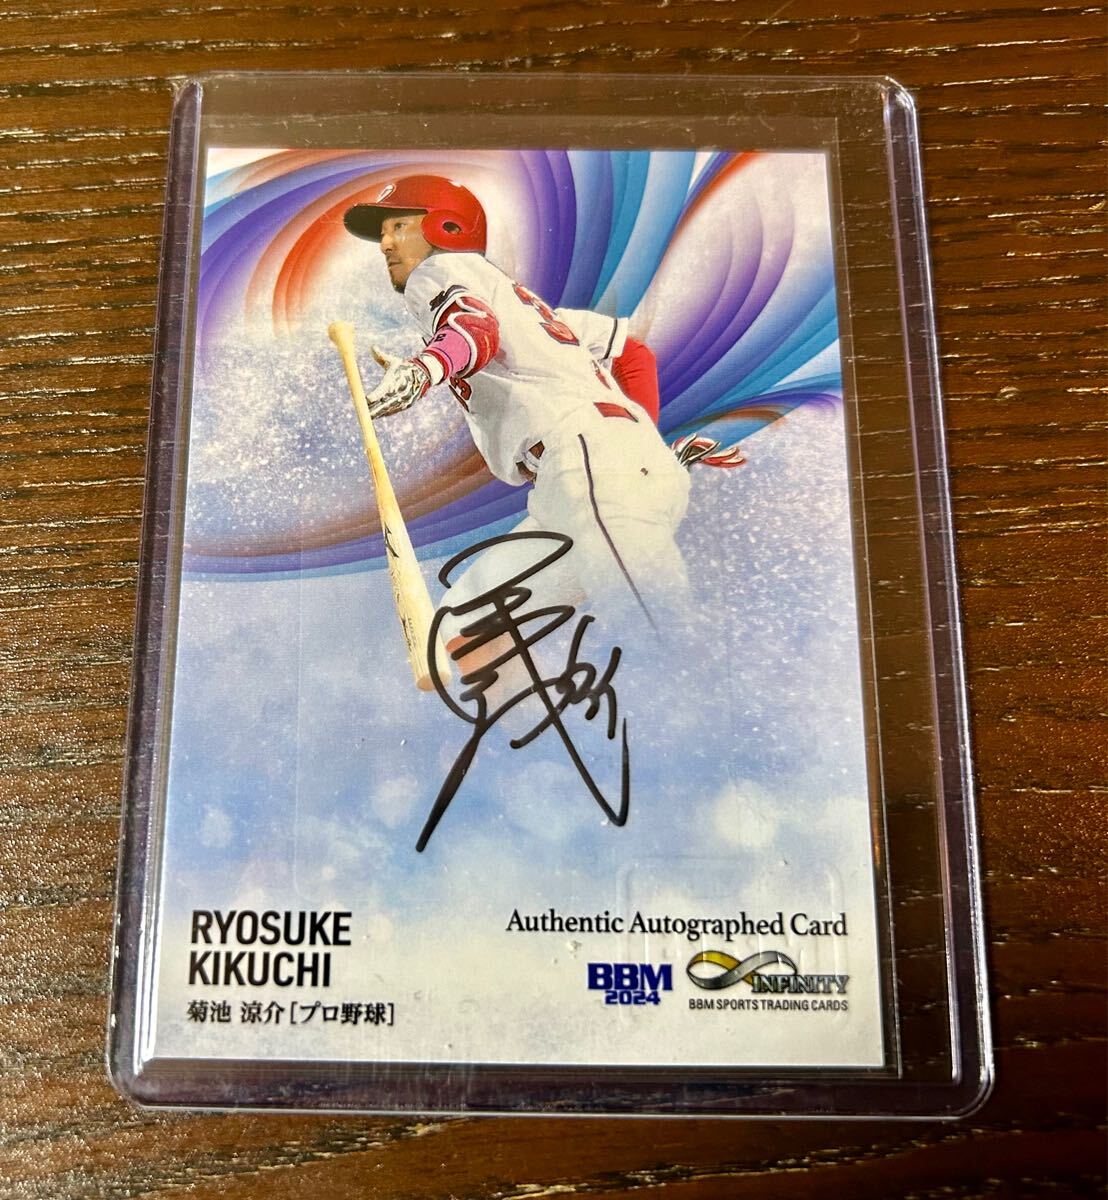 RYOSUKE
KIKUCHI
菊池 涼介[プロ野球]
Authentic Autographed Card
BBM
2024
INFINITY
BBM SPORTS TRADING CARDS